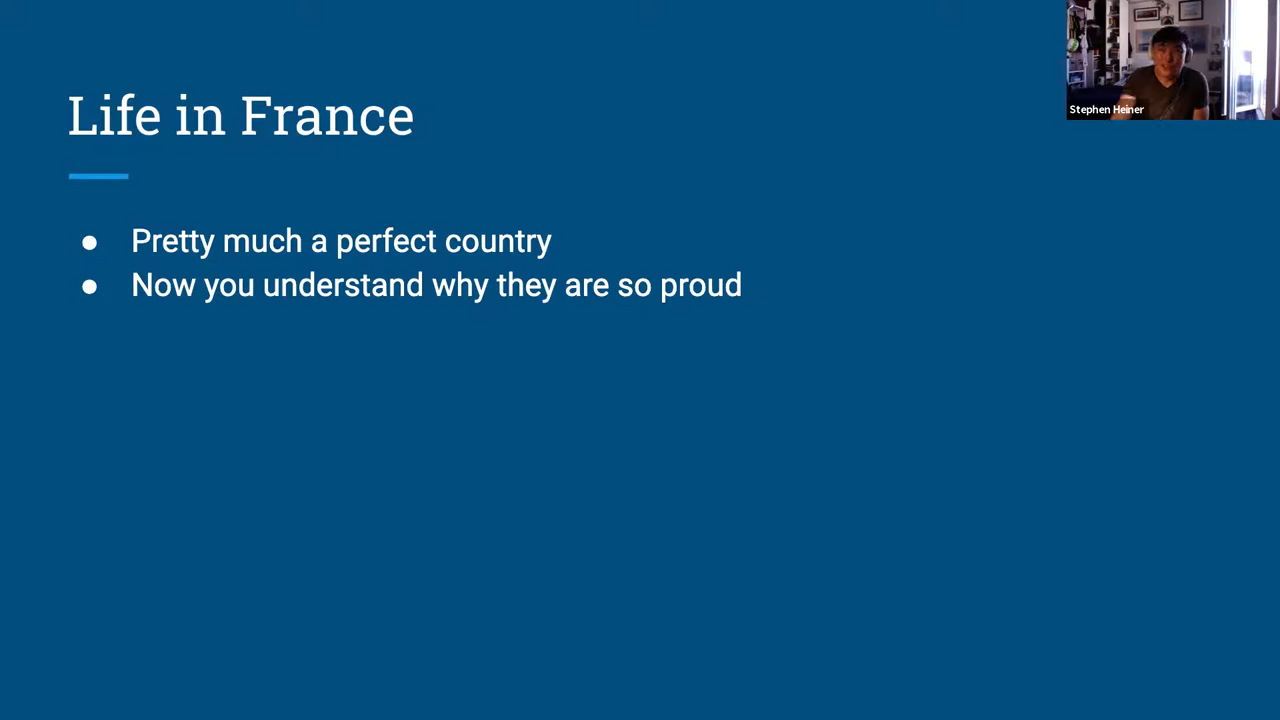 Life in France
Stephen Heiner
● Pretty much a perfect country
● Now you understand why they are so proud